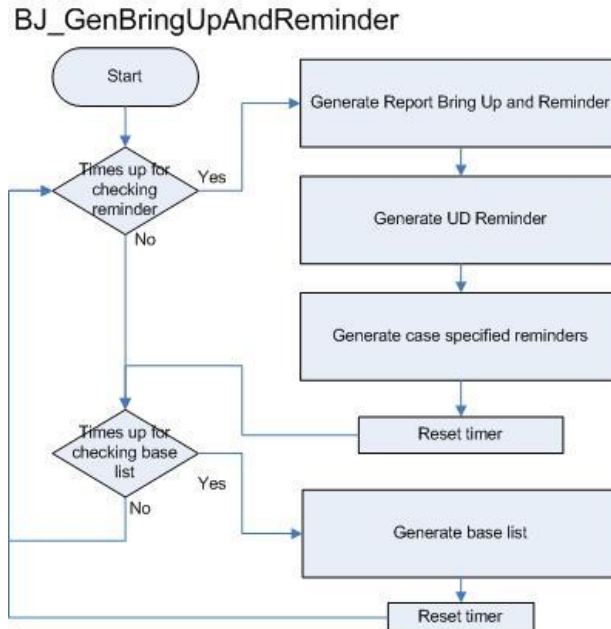 BJ_GenBringUpAndReminder
Start
Times up for
checking
reminder
Yes
No
Generate Report Bring Up and Reminder
Generate UD Reminder
Generate case specified reminders
Reset timer
Times up for
checking base
list
Yes
No
Generate base list
Reset timer